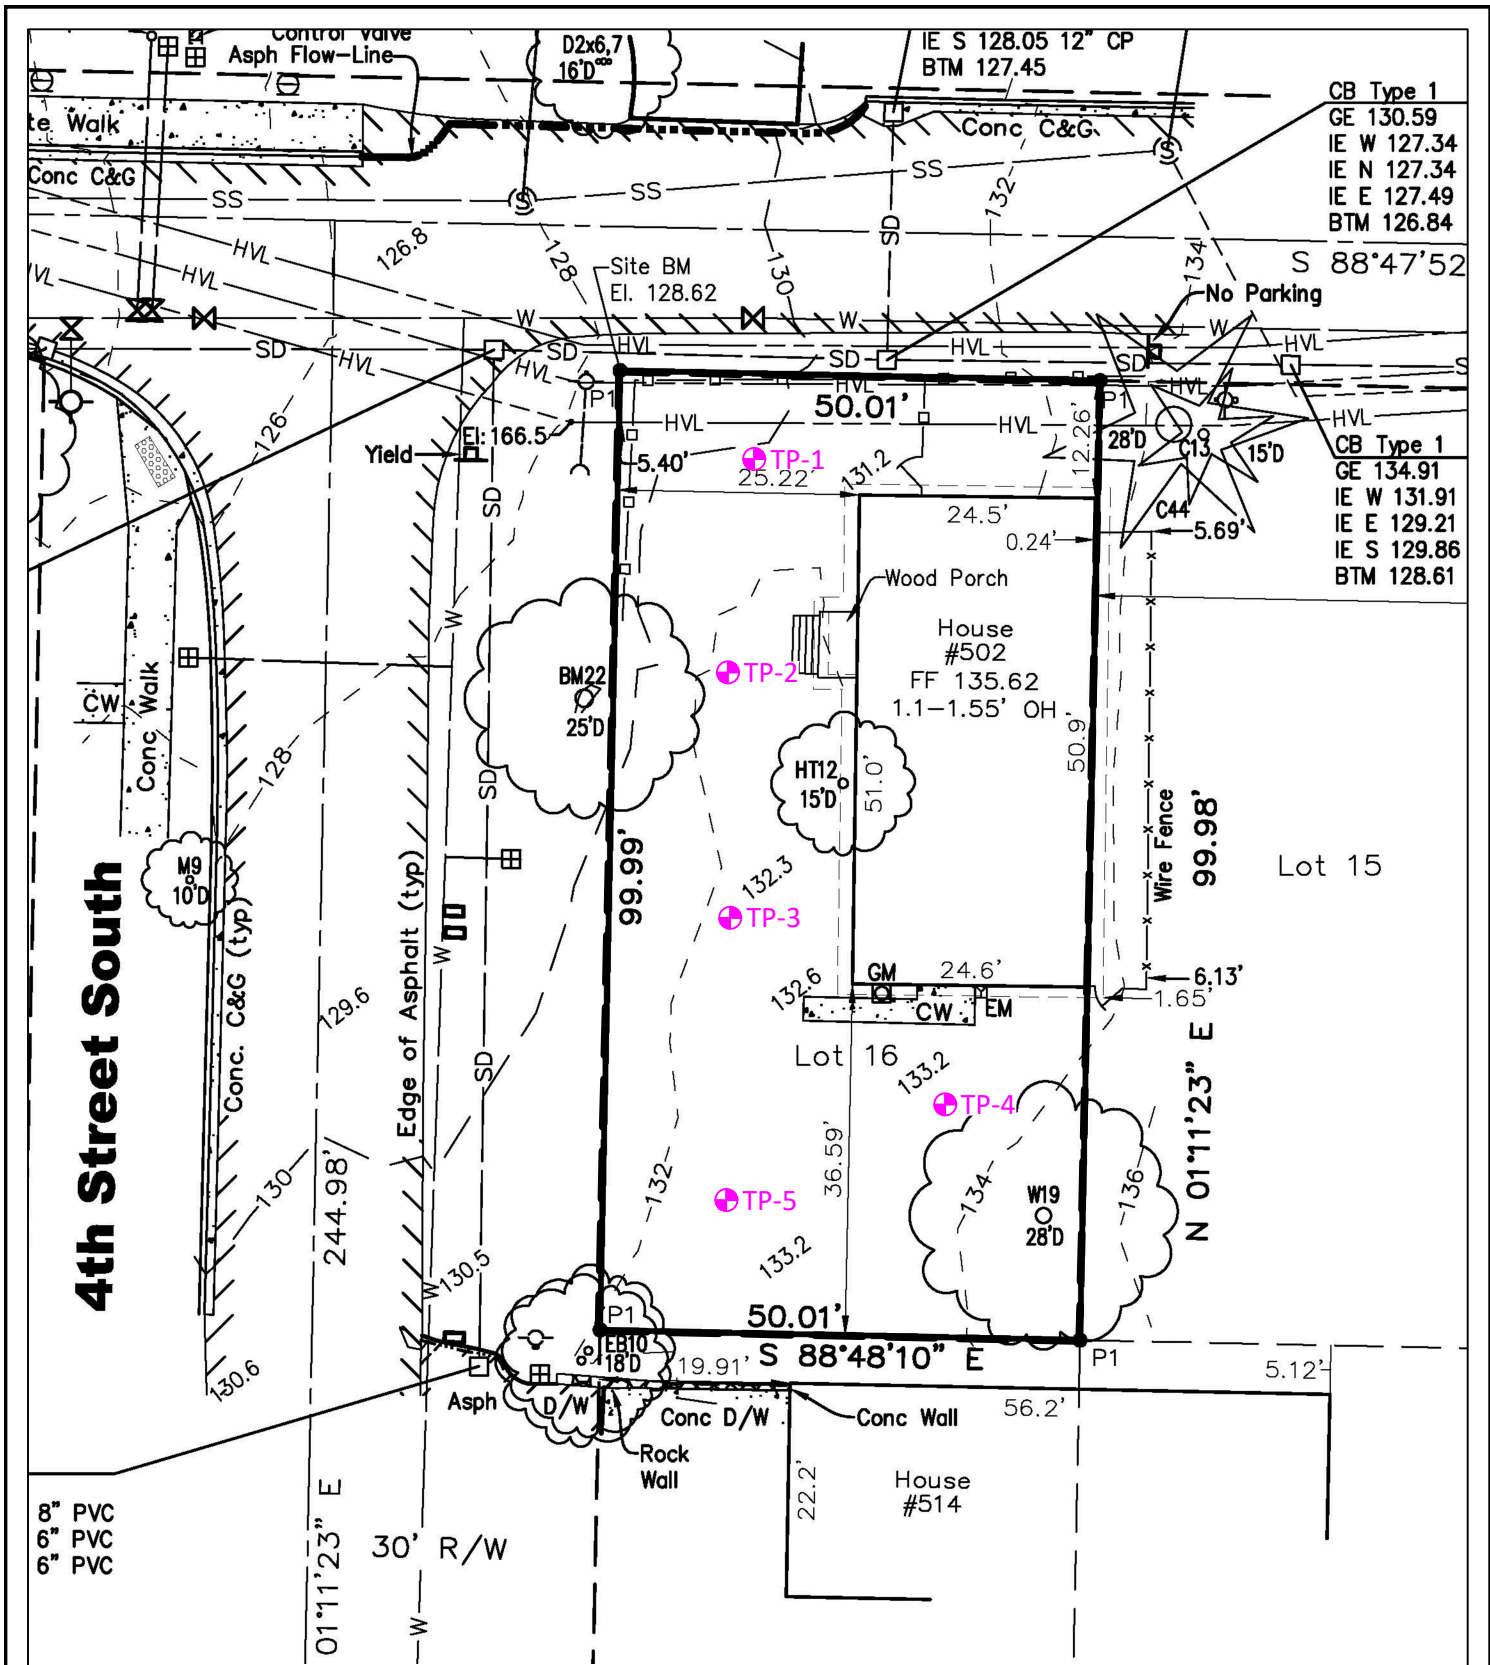 Control Valve
Asph Flow-Line
D2x6,7
16'D
IE S 128.05 12" CP
BTM 127.45
CB Type 1
GE 130.59
IE W 127.34
IE N 127.34
IE E 127.49
BTM 126.84
te Walk
Conc C&G
Conc C&G
SS
SS
SS
S
S
S 88°47'52
126.8
128
130
132
134
HVL
HVL
HVL
VL
HVL
HVL
SD
Site BM
El. 128.62
No Parking
W
W
W
SD
SD
SD
SD
S
HVL
HVL
HVL
HVL
HVL
P1
P1
50.01'
HVL
HVL
HVL
HVL
El: 166.5
Yield
126
5.40'
TP-1
25.22'
131.2
12.26'
28'D
C13
15'D
C44
CB Type 1
GE 134.91
IE W 131.91
IE E 129.21
IE S 129.86
BTM 128.61
24.5'
0.24'
5.69'
SD
W
Wood Porch
House
#502
FF 135.62
1.1-1.55' OH
BM22
25'D
TP-2
CW
Conc Walk
128
SD
HT12
15'D
51.0'
50.9'
Wire Fence
99.98'
Lot 15
M9
10'D
99.99'
132.3
TP-3
4th Street South
Conc. C&G (typ)
Edge of Asphalt (typ)
W
129.6
SD
132.6
GM
24.6'
CW
EM
6.13'
1.65'
Lot 16
133.2
TP-4
N 01°11'23" E
36.59'
130
244.98'
132
TP-5
134
136
W19
28'D
133.2
130.5
W
130.6
P1
50.01'
EB10
18'D
19.91'
S 88°48'10" E
P1
5.12'
Asph
D/W
Conc D/W
Conc Wall
56.2'
Rock
Wall
22.2'
House
#514
8" PVC
6" PVC
6" PVC
01°11'23" E
30' R/W
W